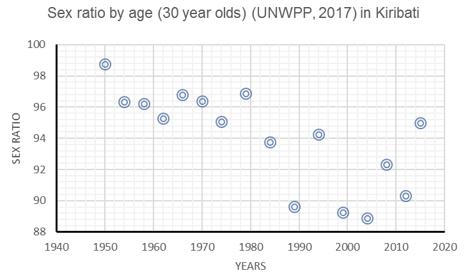 Sex ratio by age (30 year olds) (UNWPP, 2017) in Kiribati
100
98
96
94
92
90
88
SEX RATIO
1940 1950 1960 1970 1980 1990 2000 2010 2020
YEARS